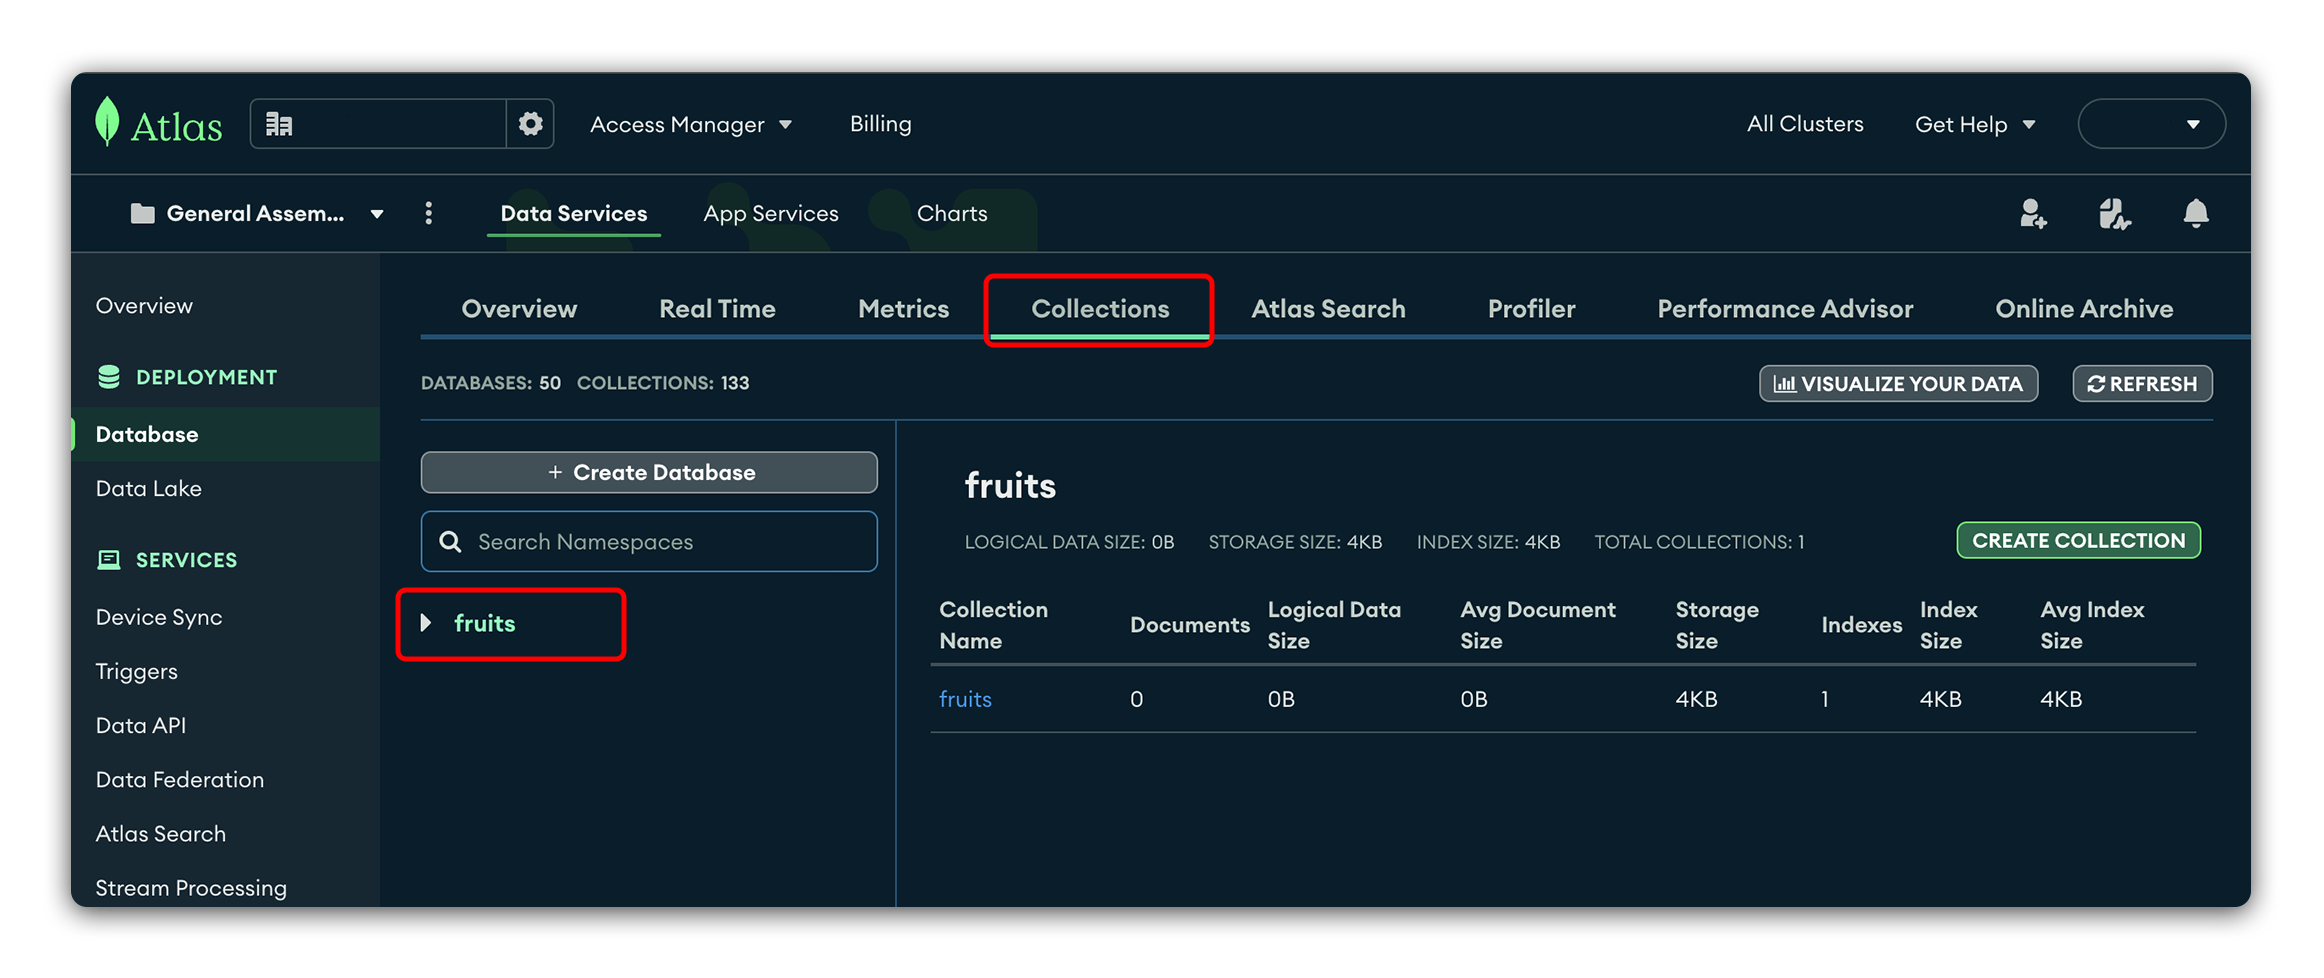 Atlas
Access Manager
Billing
All Clusters
Get Help
General Assem...
Data Services
App Services
Charts
Overview
DEPLOYMENT
Database
Data Lake
SERVICES
Device Sync
Triggers
Data API
Data Federation
Atlas Search
Stream Processing
Overview
Real Time
Metrics
Collections
Atlas Search
Profiler
Performance Advisor
Online Archive
DATABASES: 50 COLLECTIONS: 133
VISUALIZE YOUR DATA
REFRESH
+ Create Database
Search Namespaces
fruits
fruits
LOGICAL DATA SIZE: 0B STORAGE SIZE: 4KB INDEX SIZE: 4KB TOTAL COLLECTIONS: 1
CREATE COLLECTION
Collection Name
Documents
Logical Data Size
Avg Document Size
Storage Size
Indexes
Index Size
Avg Index Size
fruits 0 0B 0B 4KB 1 4KB 4KB